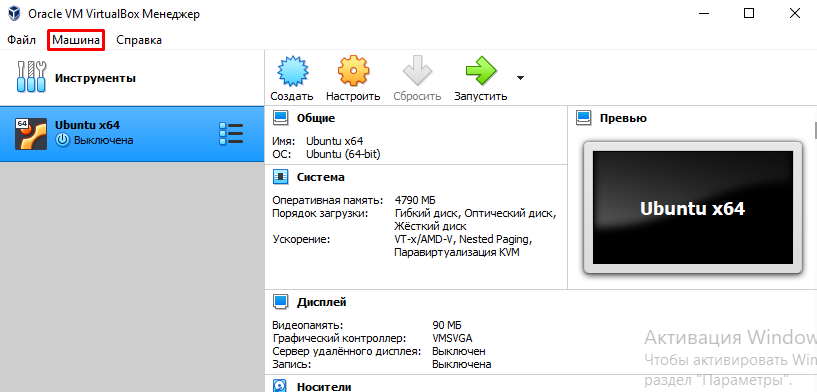 Oracle VM VirtualBox Менеджер
Файл Машина Справка
Инструменты
Создать Настроить Сбросить Запустить
64
Ubuntu x64
Выключена
Общие
Имя: Ubuntu x64
ОС: Ubuntu (64-bit)
Система
Оперативная память: 4790 МБ
Порядок загрузки: Гибкий диск, Оптический диск,
Жёсткий диск
Ускорение: VT-x/AMD-V, Nested Paging,
Паравиртуализация KVM
Превью
Ubuntu x64
Дисплей
Видеопамять: 90 МБ
Графический контроллер: VMSVGA
Сервер удалённого дисплея: Выключен
Запись: Выключена
Носители
Активация Window
Чтобы активировать Win
раздел "Параметры".